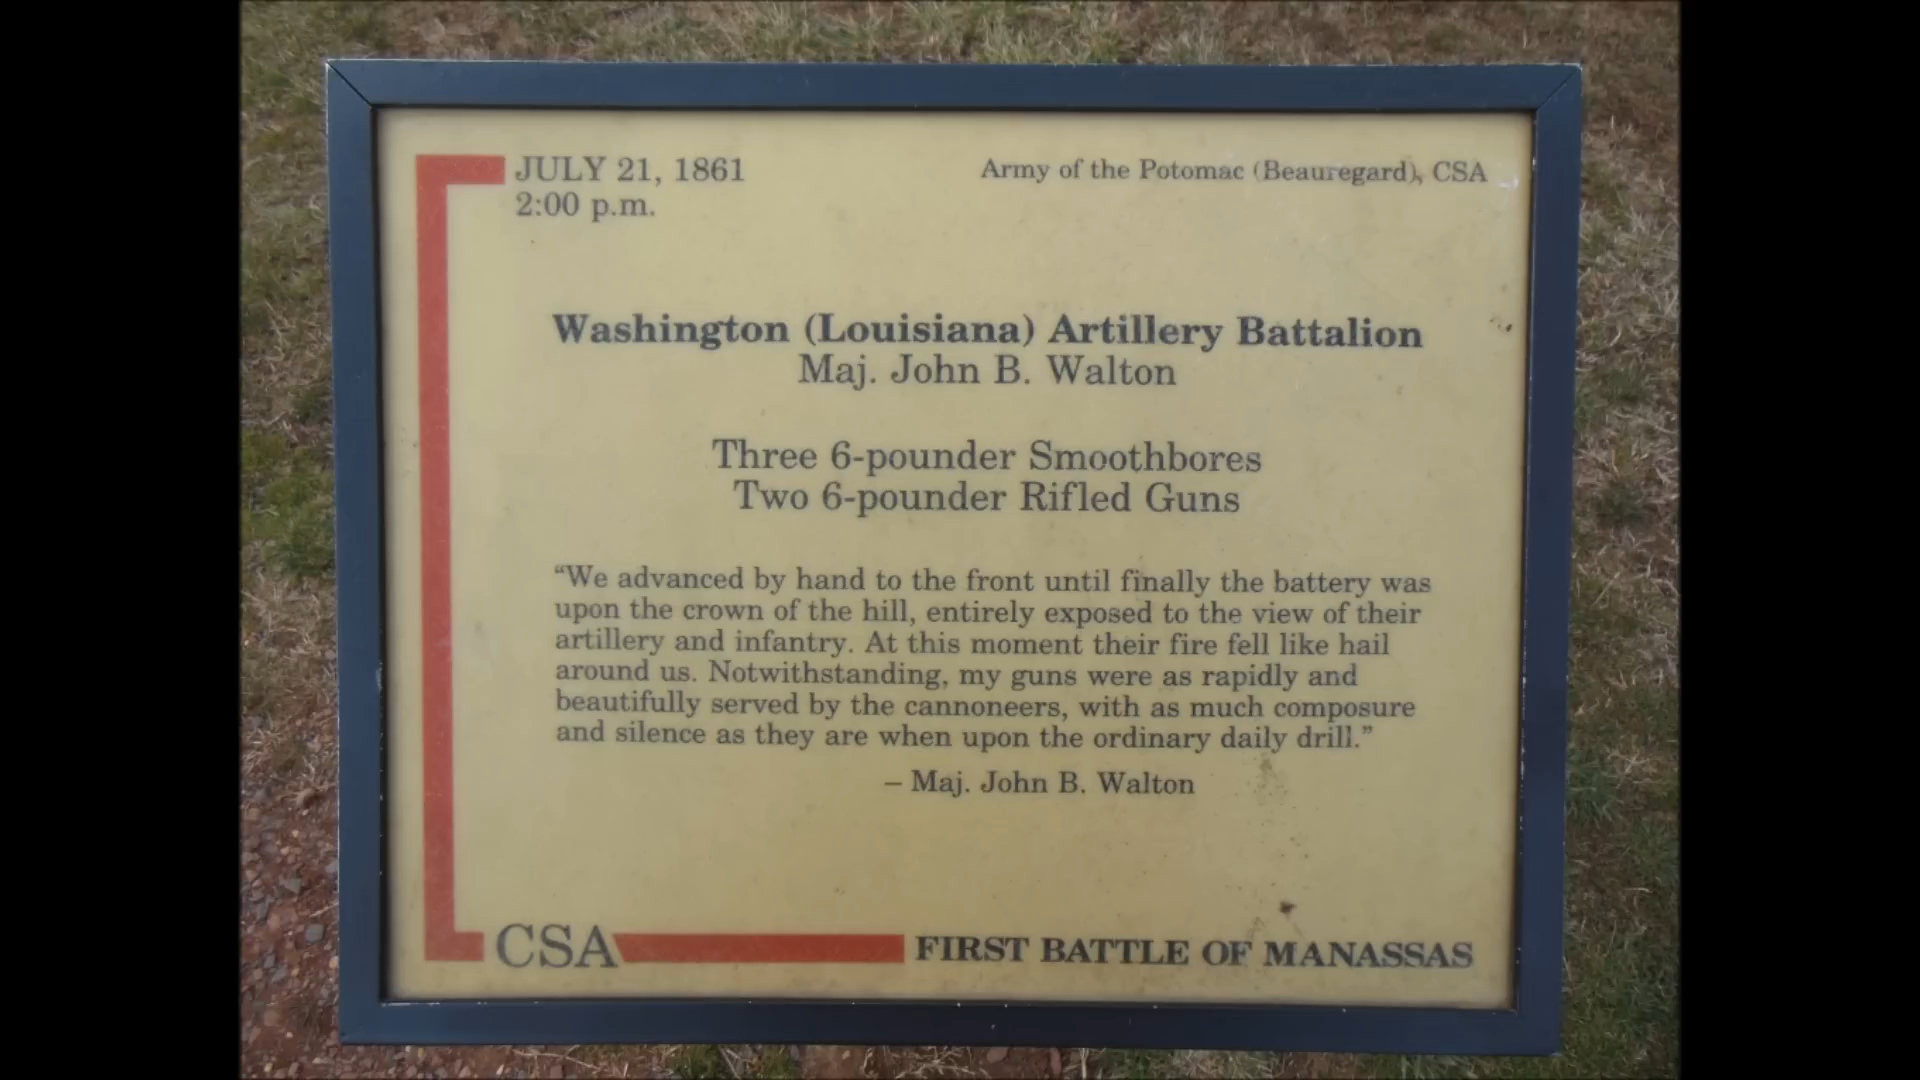 JULY 21, 1861
2:00 p.m.
Army of the Potomac (Beauregard), CSA
Washington (Louisiana) Artillery Battalion
Maj. John B. Walton
Three 6-pounder Smoothbores
Two 6-pounder Rifled Guns
“We advanced by hand to the front until finally the battery was
upon the crown of the hill, entirely exposed to the view of their
artillery and infantry. At this moment their fire fell like hail
around us. Notwithstanding, my guns were as rapidly and
beautifully served by the cannoneers, with as much composure
and silence as they are when upon the ordinary daily drill.”
– Maj. John B. Walton
CSA
FIRST BATTLE OF MANASSAS